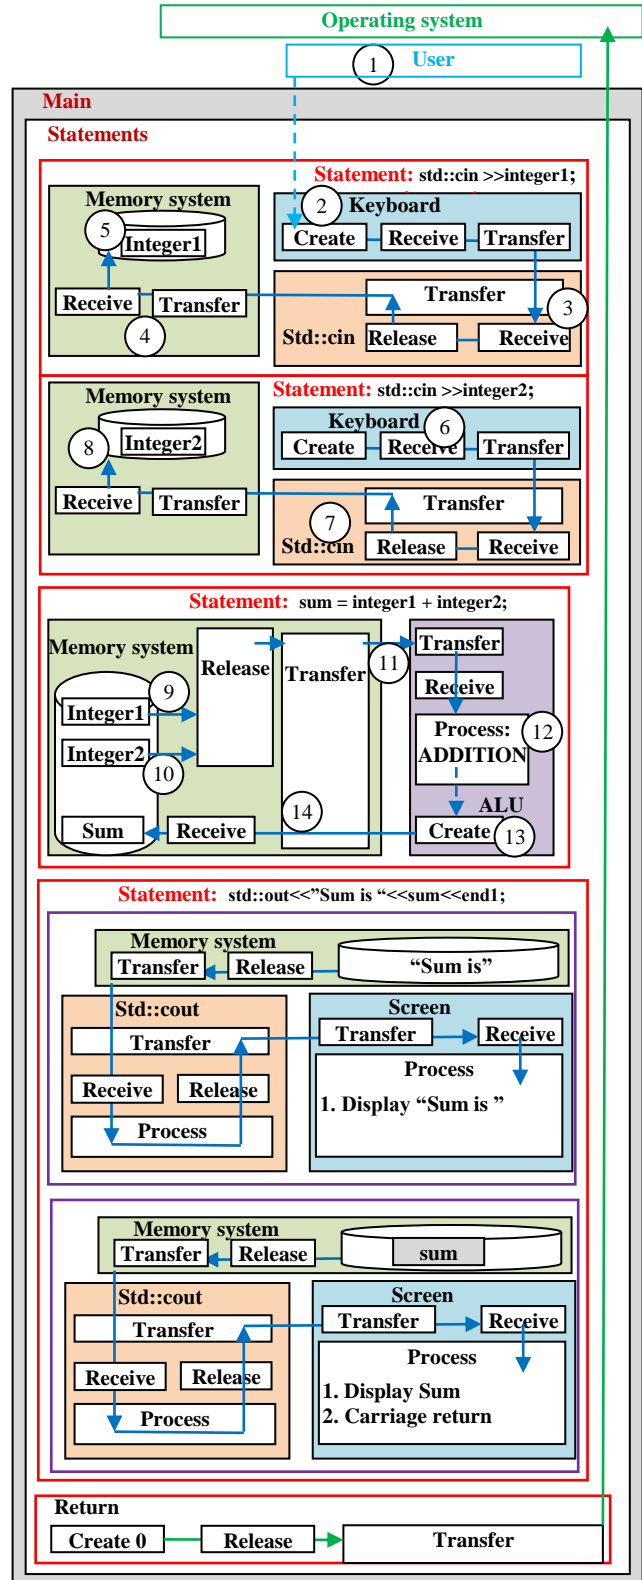 Operating system
1
User
Main
Statements
Statement: std::cin >>integer1;
Memory system
5
Integer1
2
Keyboard
Create
Receive
Transfer
Receive
Transfer
4
Transfer
3
Std::cin
Release
Receive
Statement: std::cin >>integer2;
Memory system
8
Integer2
Keyboard
6
Create
Receive
Transfer
Receive
Transfer
Transfer
7
Std::cin
Release
Receive
Statement: sum = integer1 + integer2;
Memory system
Release
Transfer
11
Transfer
Receive
9
Integer1
Integer2
10
Process:
ADDITION
12
14
ALU
Sum
Receive
Create
13
Statement: std::out<<”Sum is “<<sum<<end1;
Memory system
Transfer
Release
“Sum is”
Std::cout
Transfer
Receive
Release
Process
Screen
Transfer
Receive
Process
1. Display “Sum is ”
Memory system
Transfer
Release
sum
Std::cout
Transfer
Receive
Release
Process
Screen
Transfer
Receive
Process
1. Display Sum
2. Carriage return
Return
Create 0
Release
Transfer